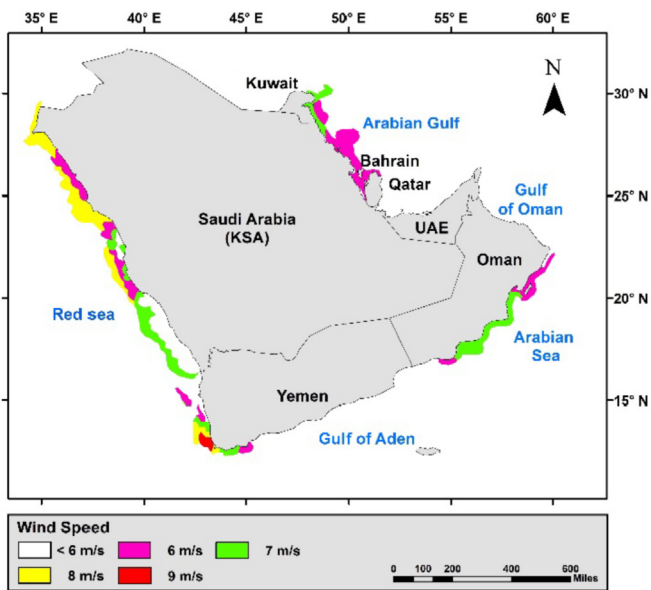 35° E 40° E 45° E 50° E 55° E 60° E
N
Kuwait
30° N
Arabian Gulf
Bahrain
Qatar
25° N
Gulf
of Oman
Saudi Arabia
(KSA)
UAE
Oman
20° N
Red sea
Arabian
Sea
Yemen
15° N
Gulf of Aden
Wind Speed
< 6 m/s 6 m/s 7 m/s
8 m/s 9 m/s
0 100 200 400 600
Miles